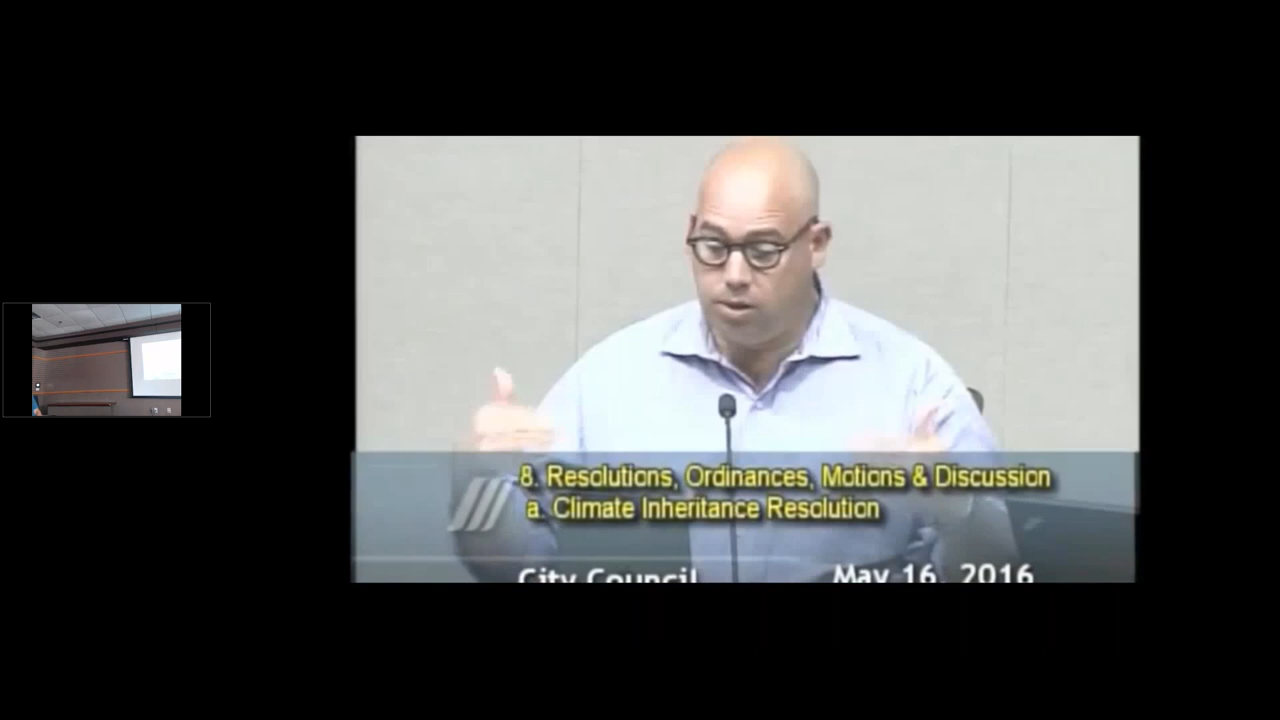 8. Resolutions, Ordinances, Motions & Discussion
a. Climate Inheritance Resolution
City Council
May 16, 2016